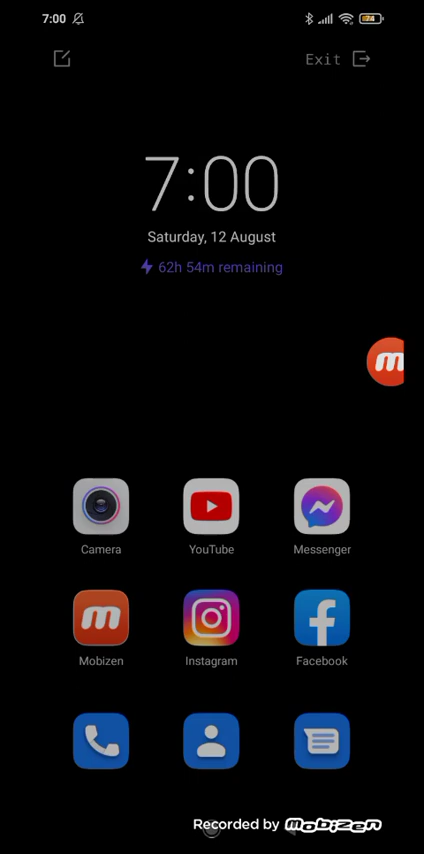 7:00
74
Exit
7:00
Saturday, 12 August
62h 54m remaining
m
Camera
YouTube
Messenger
m
Mobizen
Instagram
Facebook
Recorded by Mobizen